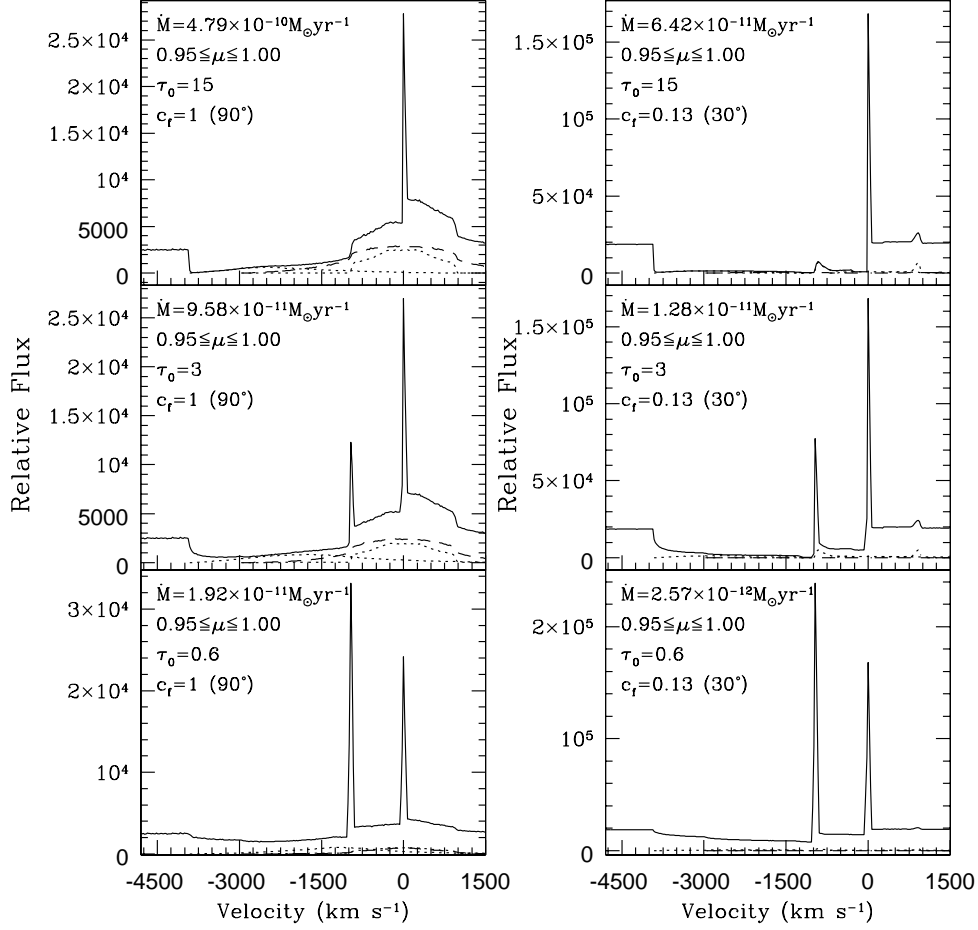 Ṁ=4.79×10⁻¹⁰M☉yr⁻¹
0.95≦μ≦1.00
τ₀=15
c_f=1 (90°)
2.5×10⁴
2×10⁴
1.5×10⁴
10⁴
5000
0
Ṁ=6.42×10⁻¹¹M☉yr⁻¹
0.95≦μ≦1.00
τ₀=15
c_f=0.13 (30°)
1.5×10⁵
10⁵
5×10⁴
0
Ṁ=9.58×10⁻¹¹M☉yr⁻¹
0.95≦μ≦1.00
τ₀=3
c_f=1 (90°)
2.5×10⁴
2×10⁴
1.5×10⁴
10⁴
5000
0
Relative Flux
Ṁ=1.28×10⁻¹¹M☉yr⁻¹
0.95≦μ≦1.00
τ₀=3
c_f=0.13 (30°)
1.5×10⁵
10⁵
5×10⁴
0
Relative Flux
Ṁ=1.92×10⁻¹¹M☉yr⁻¹
0.95≦μ≦1.00
τ₀=0.6
c_f=1 (90°)
3×10⁴
2×10⁴
10⁴
0
Ṁ=2.57×10⁻¹²M☉yr⁻¹
0.95≦μ≦1.00
τ₀=0.6
c_f=0.13 (30°)
2×10⁵
10⁵
0
-4500 -3000 -1500 0 1500
Velocity (km s⁻¹)
-4500 -3000 -1500 0 1500
Velocity (km s⁻¹)